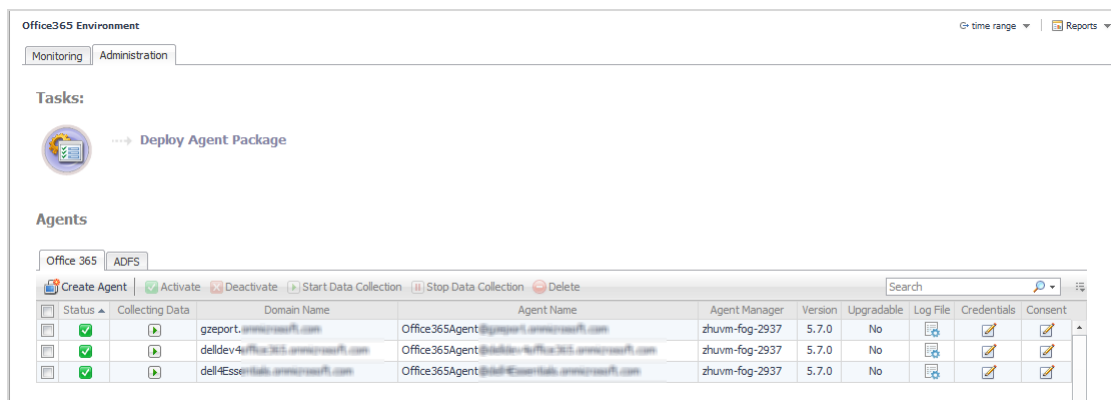 Office365 Environment
time range
Reports
Monitoring
Administration
Tasks:
Deploy Agent Package
Agents
Office 365
ADFS
Create Agent Activate Deactivate Start Data Collection Stop Data Collection Delete Search
Status Collecting Data Domain Name Agent Name Agent Manager Version Upgradable Log File Credentials Consent
gzeport. Office365Agent zhuvm-fog-2937 5.7.0 No
delldev4 Office365Agent zhuvm-fog-2937 5.7.0 No
dell4Esse Office365Agent zhuvm-fog-2937 5.7.0 No